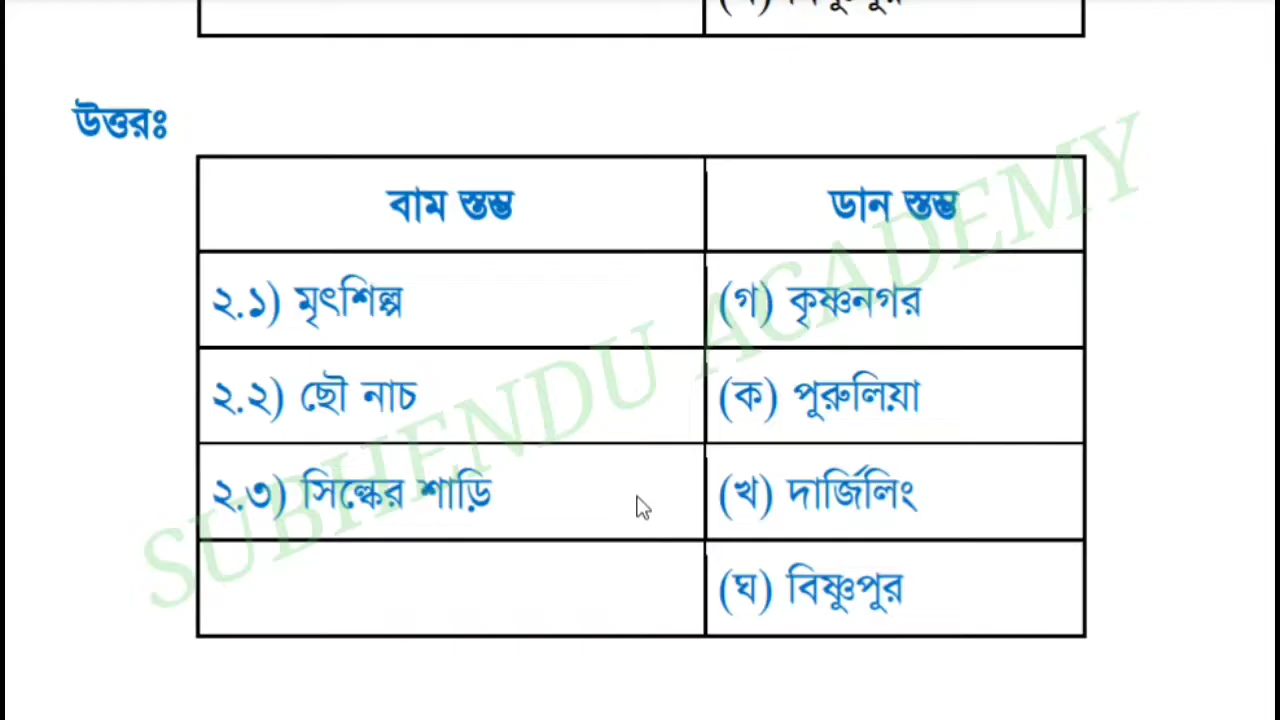 উত্তরঃ
বাম স্তম্ভ ডান স্তম্ভ
২.১) মৃৎশিল্প (গ) কৃষ্ণনগর
২.২) ছৌ নাচ (ক) পুরুলিয়া
২.৩) সিল্কের শাড়ি (খ) দার্জিলিং
(ঘ) বিষ্ণুপুর
SUBHENDU ACADEMY